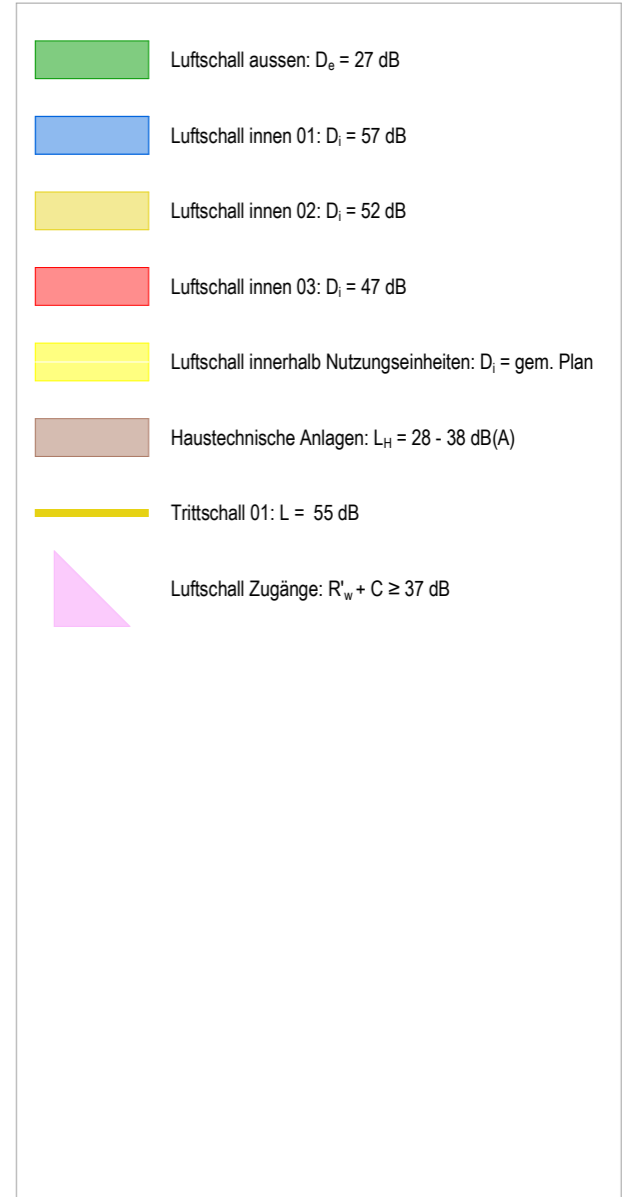 Luftschall aussen: Dₑ = 27 dB
Luftschall innen 01: Dᵢ = 57 dB
Luftschall innen 02: Dᵢ = 52 dB
Luftschall innen 03: Dᵢ = 47 dB
Luftschall innerhalb Nutzungseinheiten: Dᵢ = gem. Plan
Haustechnische Anlagen: L_H = 28 - 38 dB(A)
Trittschall 01: L = 55 dB
Luftschall Zugänge: R'_w + C ≥ 37 dB